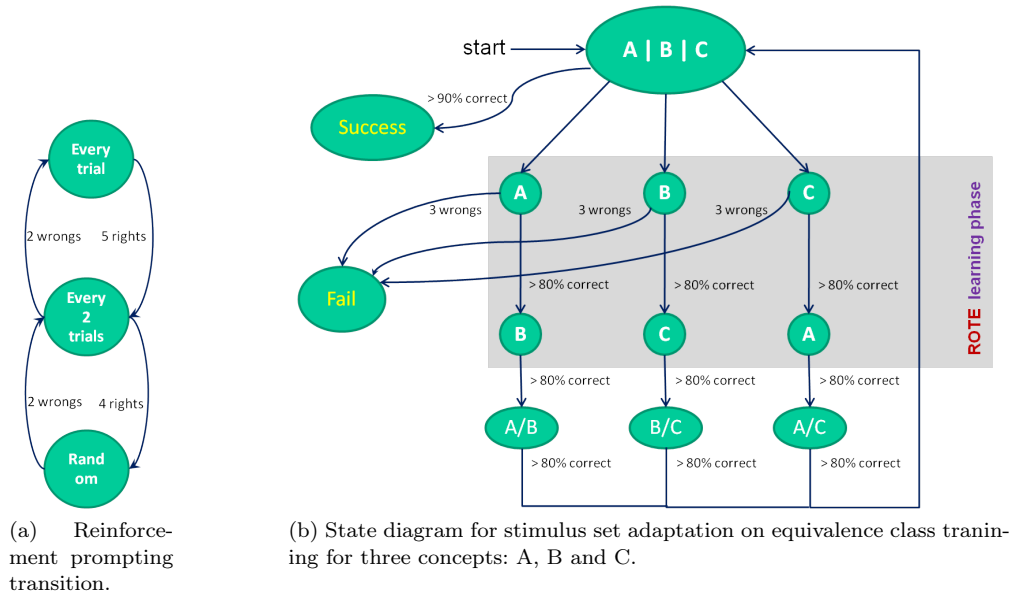 Every
trial
2 wrongs
5 rights
Every
2
trials
2 wrongs
4 rights
Rand
om
(a) Reinforce-
ment prompting
transition.
start
A | B | C
> 90% correct
Success
A
B
C
3 wrongs
3 wrongs
3 wrongs
Fail
> 80% correct
> 80% correct
> 80% correct
B
C
A
ROTE learning phase
> 80% correct
> 80% correct
> 80% correct
A/B
B/C
A/C
> 80% correct
> 80% correct
> 80% correct
(b) State diagram for stimulus set adaptation on equivalence class tranin-
ing for three concepts: A, B and C.